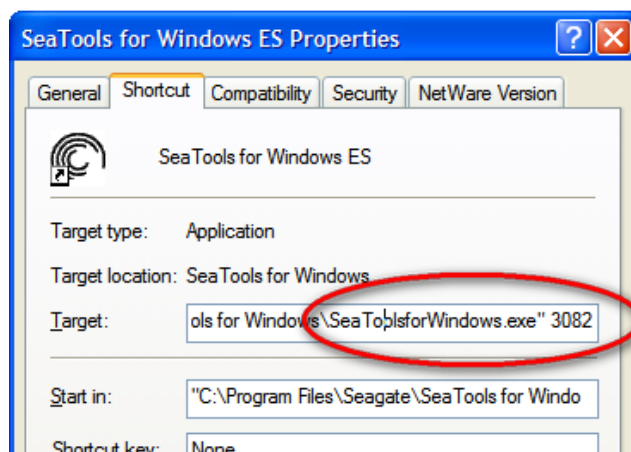 SeaTools for Windows ES Properties
General Shortcut Compatibility Security NetWare Version
SeaTools for Windows ES
Target type: Application
Target location: SeaTools for Windows
Target: ols for Windows\SeaToolsforWindows.exe" 3082
Start in: "C:\Program Files\Seagate\SeaTools for Windo
Shortcut key: None